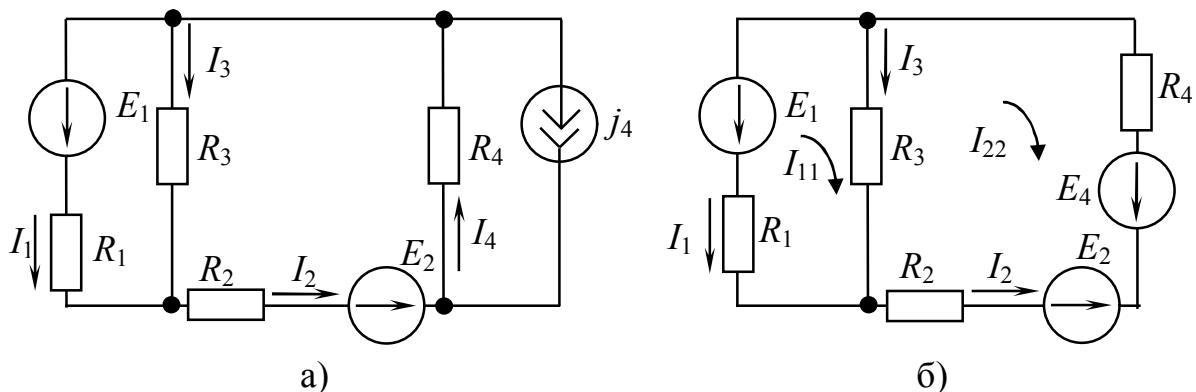 I3
E1
R3
R4
j4
I1
R1
R2
I2
E2
I4
а)
I3
E1
R4
I11
R3
I22
E4
I1
R1
R2
I2
E2
б)